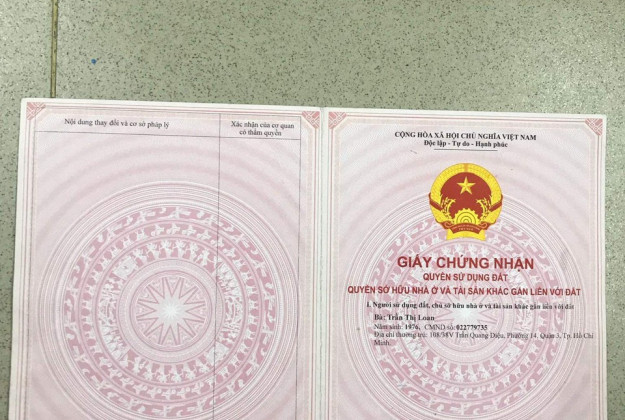 Nội dung thay đổi và cơ sở pháp lý
Xác nhận của cơ quan
có thẩm quyền
CỘNG HÒA XÃ HỘI CHỦ NGHĨA VIỆT NAM
Độc lập - Tự do - Hạnh phúc
GIẤY CHỨNG NHẬN
QUYỀN SỬ DỤNG ĐẤT
QUYỀN SỞ HỮU NHÀ Ở VÀ TÀI SẢN KHÁC GẮN LIỀN VỚI ĐẤT
I. Người sử dụng đất, chủ sở hữu nhà ở và tài sản khác gắn liền với đất
Bà: Trần Thị Loan
Năm sinh: 1976, CMND số: 022779735
Địa chỉ thường trú: 108/38V Trần Quang Diệu, Phường 14, Quận 3, Tp. Hồ Chí
Minh.